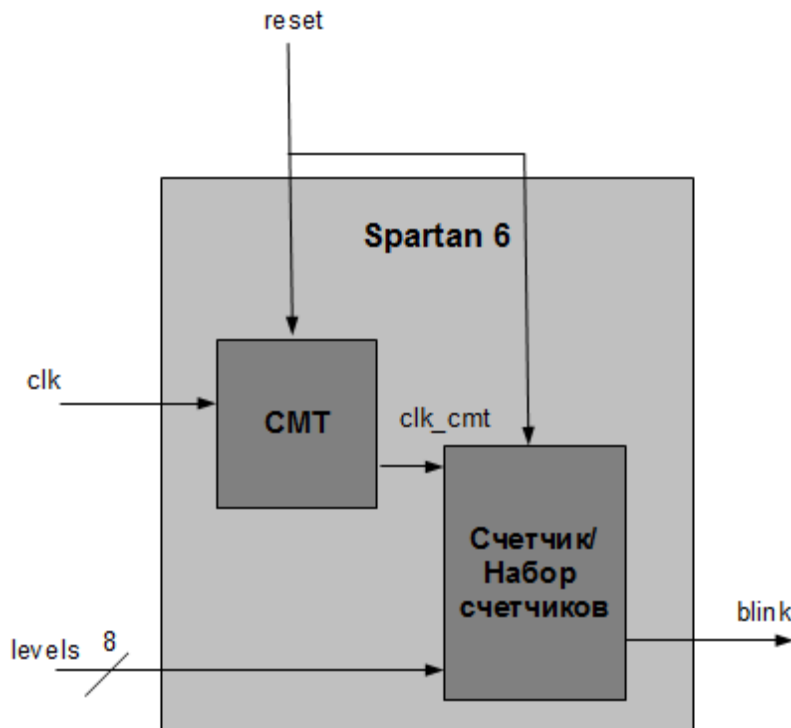 reset
Spartan 6
clk
CMT
clk_cmt
Счетчик/
Набор
счетчиков
blink
levels
8